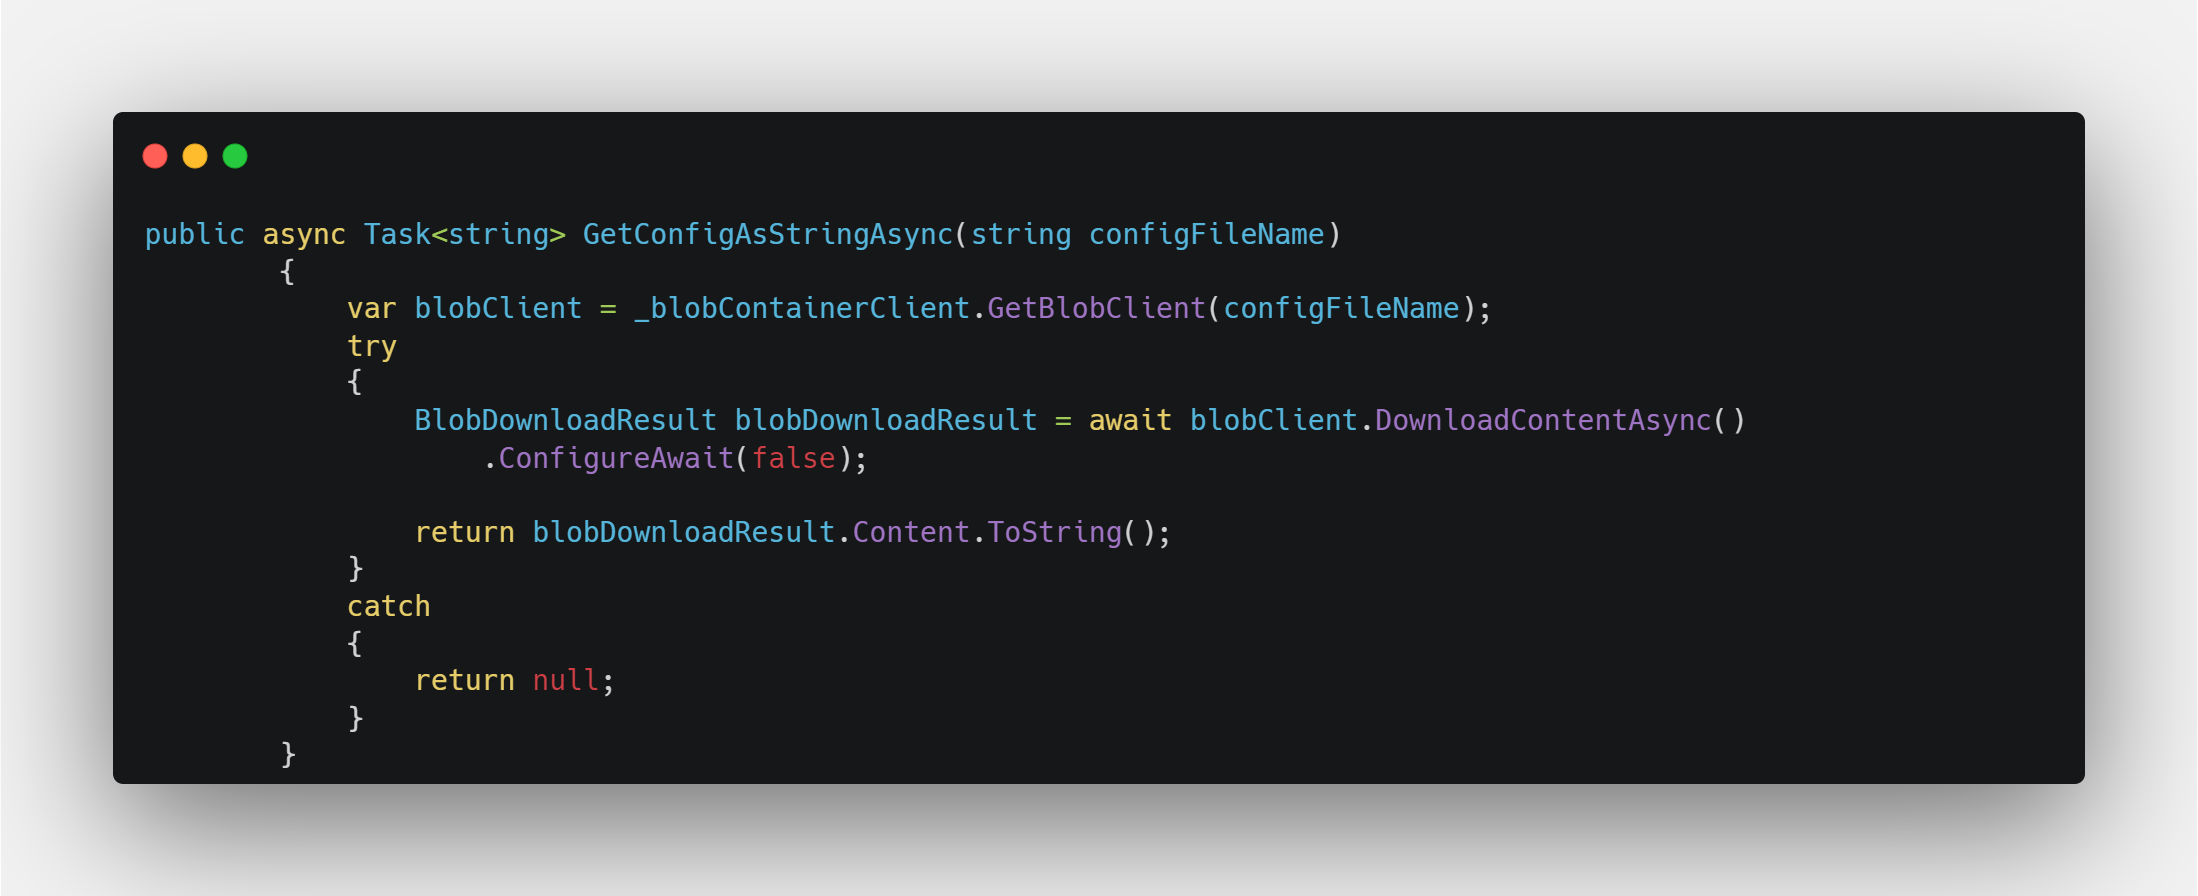 public async Task<string> GetConfigAsStringAsync(string configFileName)
        {
            var blobClient = _blobContainerClient.GetBlobClient(configFileName);
            try
            {
                BlobDownloadResult blobDownloadResult = await blobClient.DownloadContentAsync()
                    .ConfigureAwait(false);

                return blobDownloadResult.Content.ToString();
            }
            catch
            {
                return null;
            }
        }